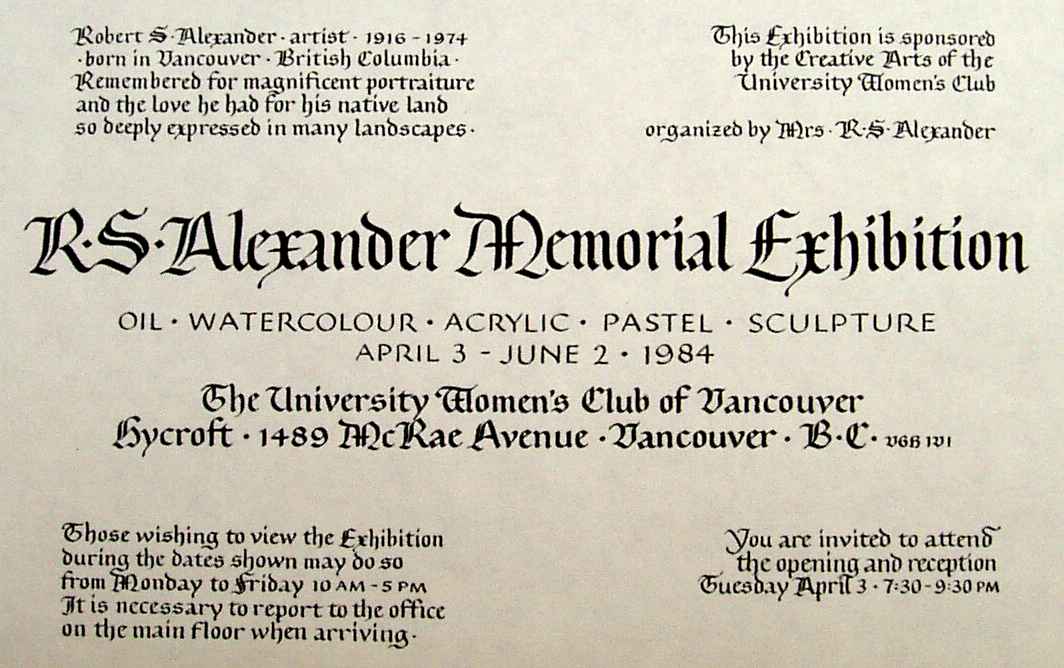 Robert S·Alexander·artist·1916-1974
·born in Vancouver·British Columbia·
Remembered for magnificent portraiture
and the love he had for his native land
so deeply expressed in many landscapes·
This Exhibition is sponsored
by the Creative Arts of the
University Women's Club
organized by Mrs·R·S·Alexander
R·S·Alexander Memorial Exhibition
OIL·WATERCOLOUR·ACRYLIC·PASTEL·SCULPTURE
APRIL 3-JUNE 2·1984
The University Women's Club of Vancouver
Hycroft·1489 McRae Avenue·Vancouver·B·C· V6H 1V1
Those wishing to view the Exhibition
during the dates shown may do so
from Monday to Friday 10 AM-5 PM
It is necessary to report to the office
on the main floor when arriving·
You are invited to attend
the opening and reception
Tuesday April 3·7:30-9:30 PM